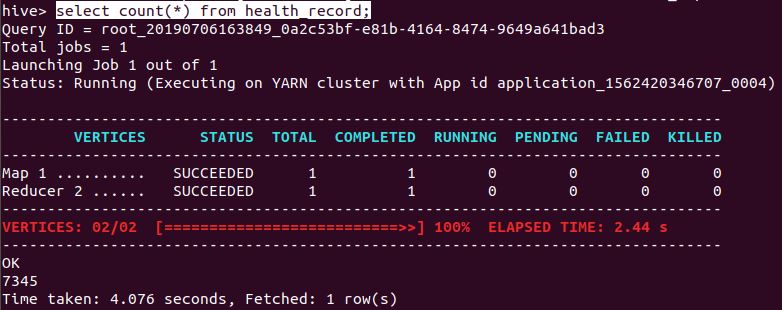 hive> select count(*) from health_record;
Query ID = root_20190706163849_0a2c53bf-e81b-4164-8474-9649a641bad3
Total jobs = 1
Launching Job 1 out of 1
Status: Running (Executing on YARN cluster with App id application_1562420346707_0004)
--------------------------------------------------------------------------------
VERTICES STATUS TOTAL COMPLETED RUNNING PENDING FAILED KILLED
--------------------------------------------------------------------------------
Map 1 .......... SUCCEEDED 1 1 0 0 0 0
Reducer 2 ...... SUCCEEDED 1 1 0 0 0 0
--------------------------------------------------------------------------------
VERTICES: 02/02 [==========================>>] 100% ELAPSED TIME: 2.44 s
--------------------------------------------------------------------------------
OK
7345
Time taken: 4.076 seconds, Fetched: 1 row(s)